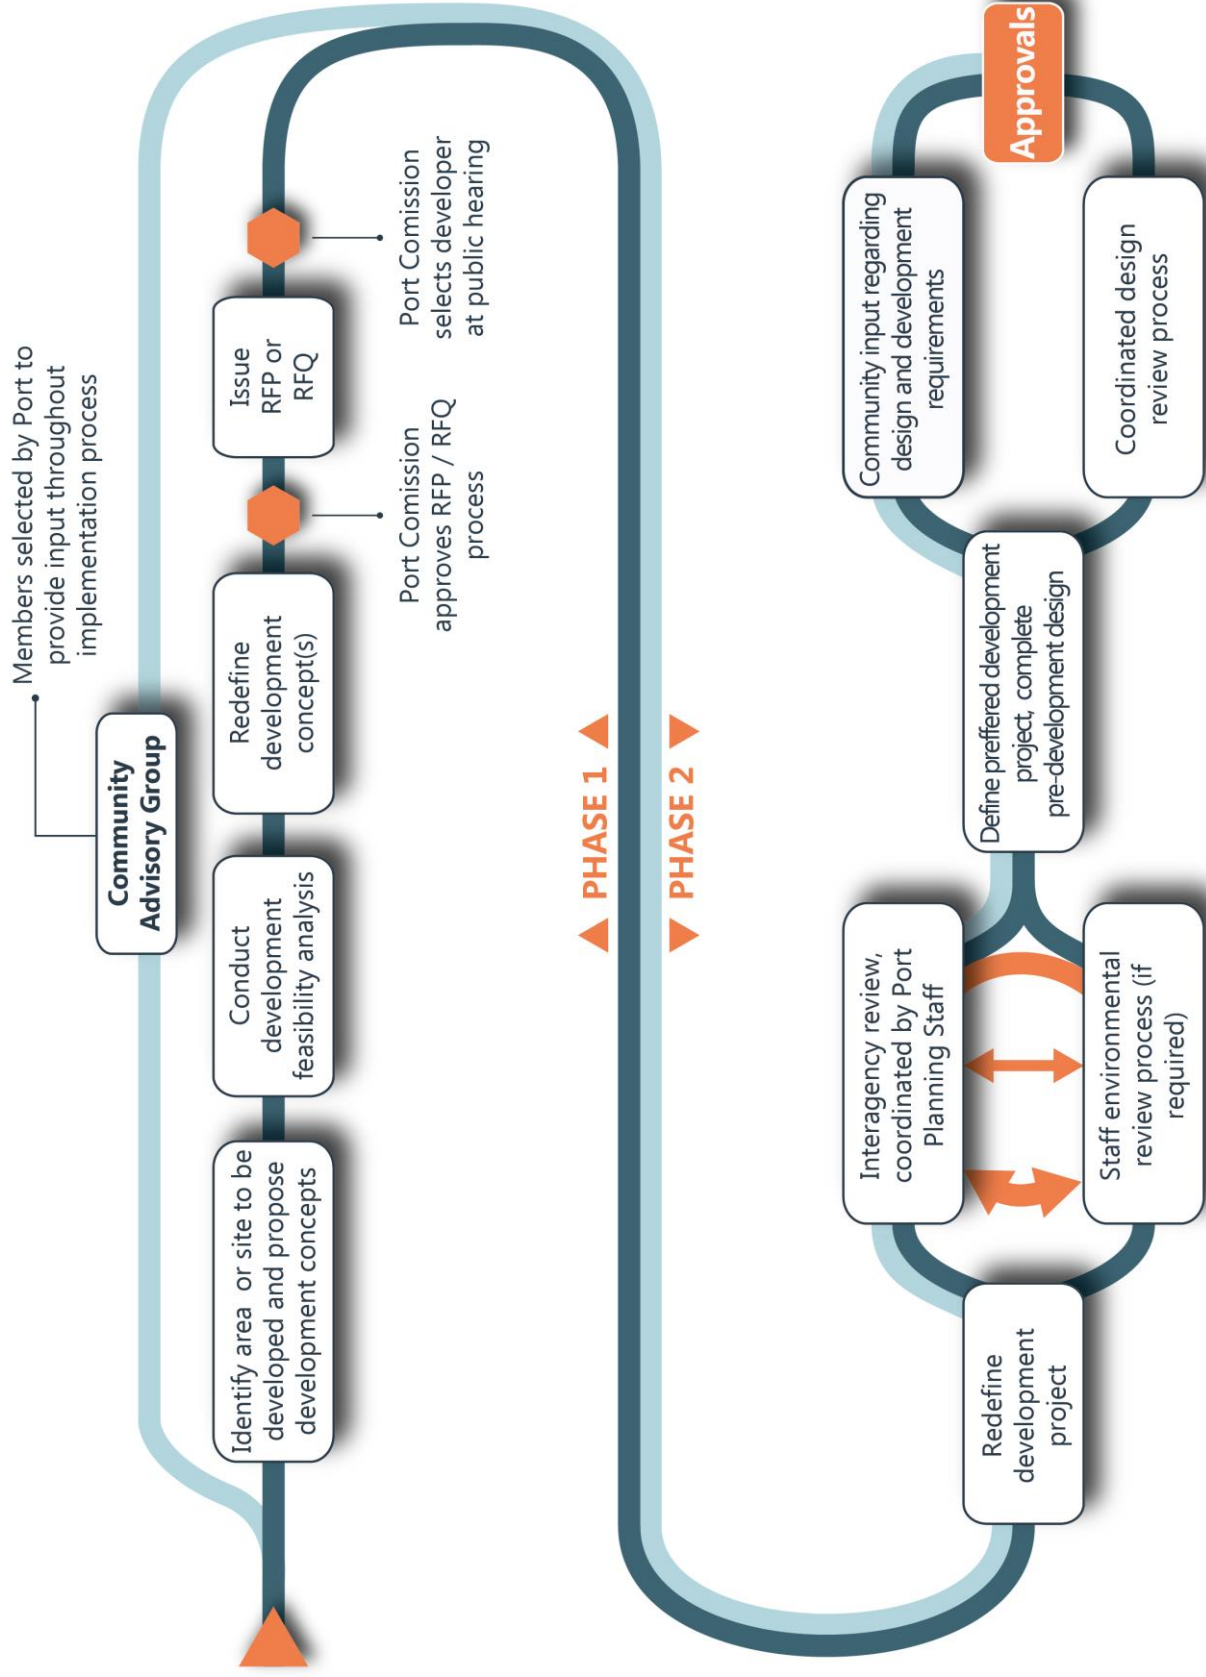 Members selected by Port to
provide input throughout
implementation process
Community
Advisory Group
Identify area or site to be
developed and propose
development concepts
Conduct
development
feasibility analysis
Redefine
development
concept(s)
Issue
RFP or
RFQ
Port Comission
approves RFP / RFQ
process
Port Comission
selects developer
at public hearing
PHASE 1
PHASE 2
Redefine
development
project
Interagency review,
coordinated by Port
Planning Staff
Staff environmental
review process (if
required)
Define preffered development
project, complete
pre-development design
Community input regarding
design and development
requirements
Coordinated design
review process
Approvals